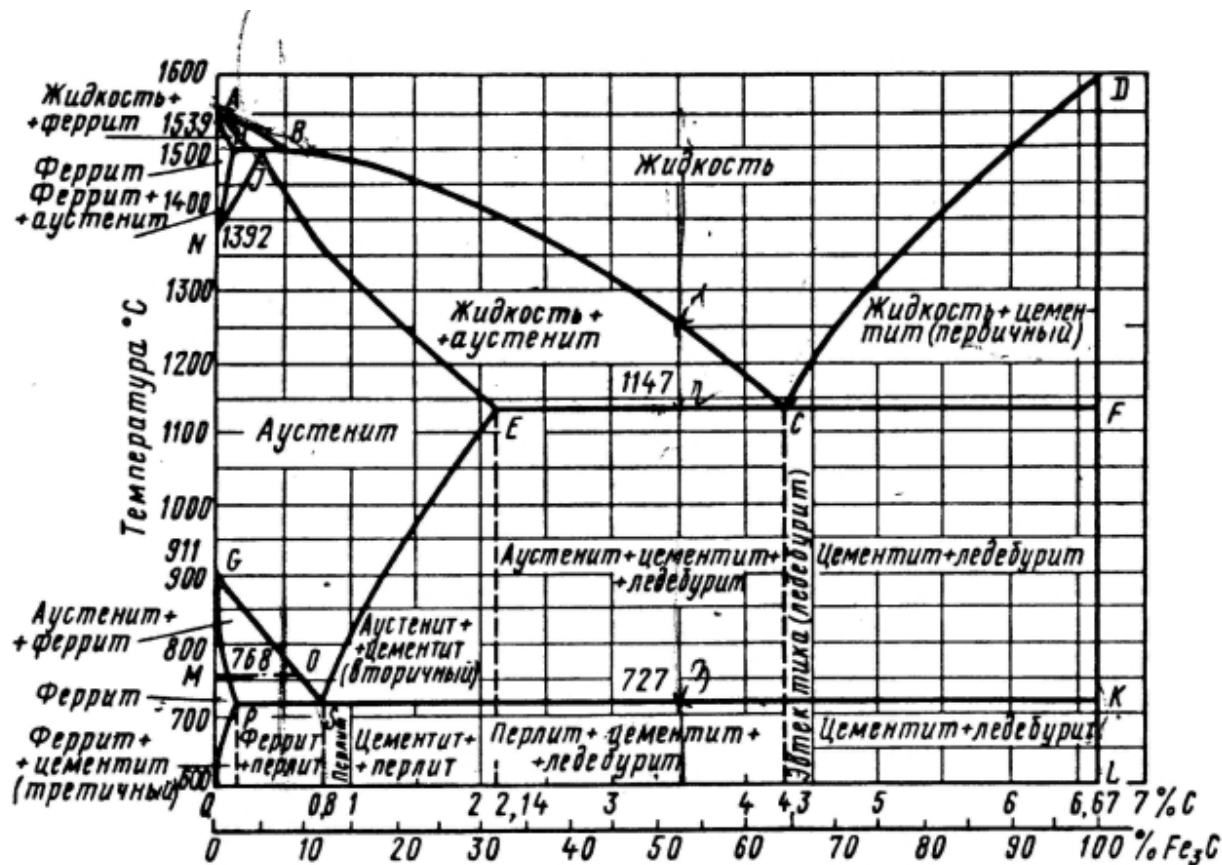 1600
D
Жидкость+
+феррит
1539
A
B
1500
Жидкость
Феррит
Феррит+
+аустенит
1400
J
N
1392
1300
Жидкость+
+аустенит
Жидкость+цемен-
тит (первичный)
1200
1147
Температура °C
1100
Аустенит
E
C
F
1000
911
900
G
Аустенит+цементит+
+ледебурит
Эвтектика (ледебурит)
Цементит+ледебурит
Аустенит+
+феррит
800
Аустенит+
+цементит
(вторичный)
768
O
M
727
Феррит
K
700
P
S
Феррит+
+цементит
(третичный)
Феррит
+перлит
Перлит
Цементит+
+перлит
Перлит+цементит+
+ледебурит
Цементит+ледебурит
600
L
Q
0
0,8
1
2
2,14
3
4
4,3
5
6
6,67
7 % C
0
10
20
30
40
50
60
70
80
90
100
% Fe₃C